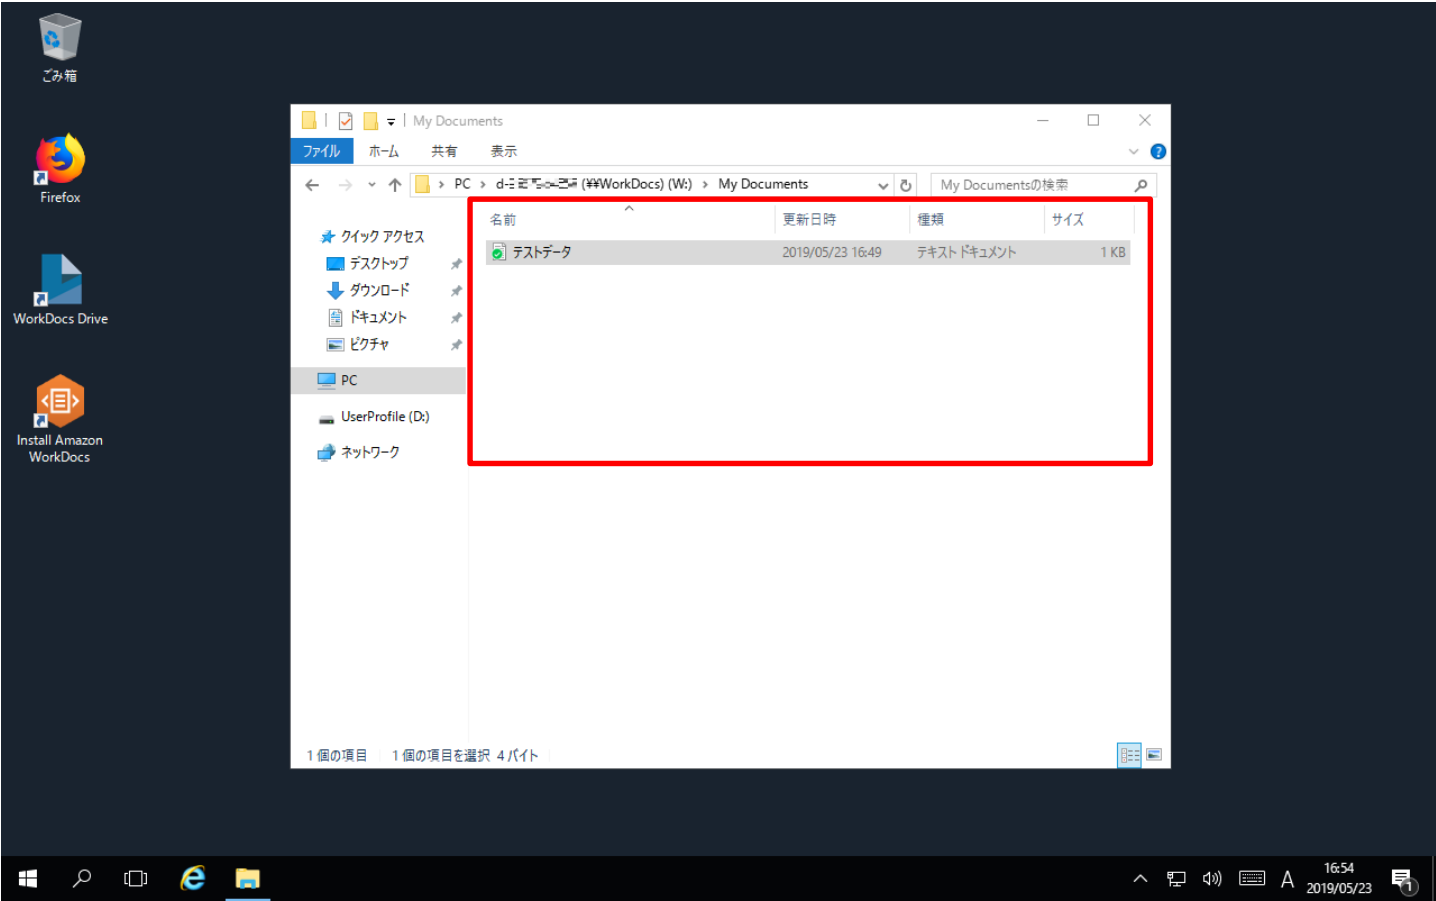 ごみ箱
Firefox
WorkDocs Drive
Install Amazon
WorkDocs
My Documents
ファイル ホーム 共有 表示
PC (¥¥WorkDocs) (W:) My Documents
My Documentsの検索
クイック アクセス
デスクトップ
ダウンロード
ドキュメント
ピクチャ
PC
UserProfile (D:)
ネットワーク
名前 更新日時 種類 サイズ
テストデータ 2019/05/23 16:49 テキスト ドキュメント 1 KB
1 個の項目 1 個の項目を選択 4 バイト
A
16:54
2019/05/23
1